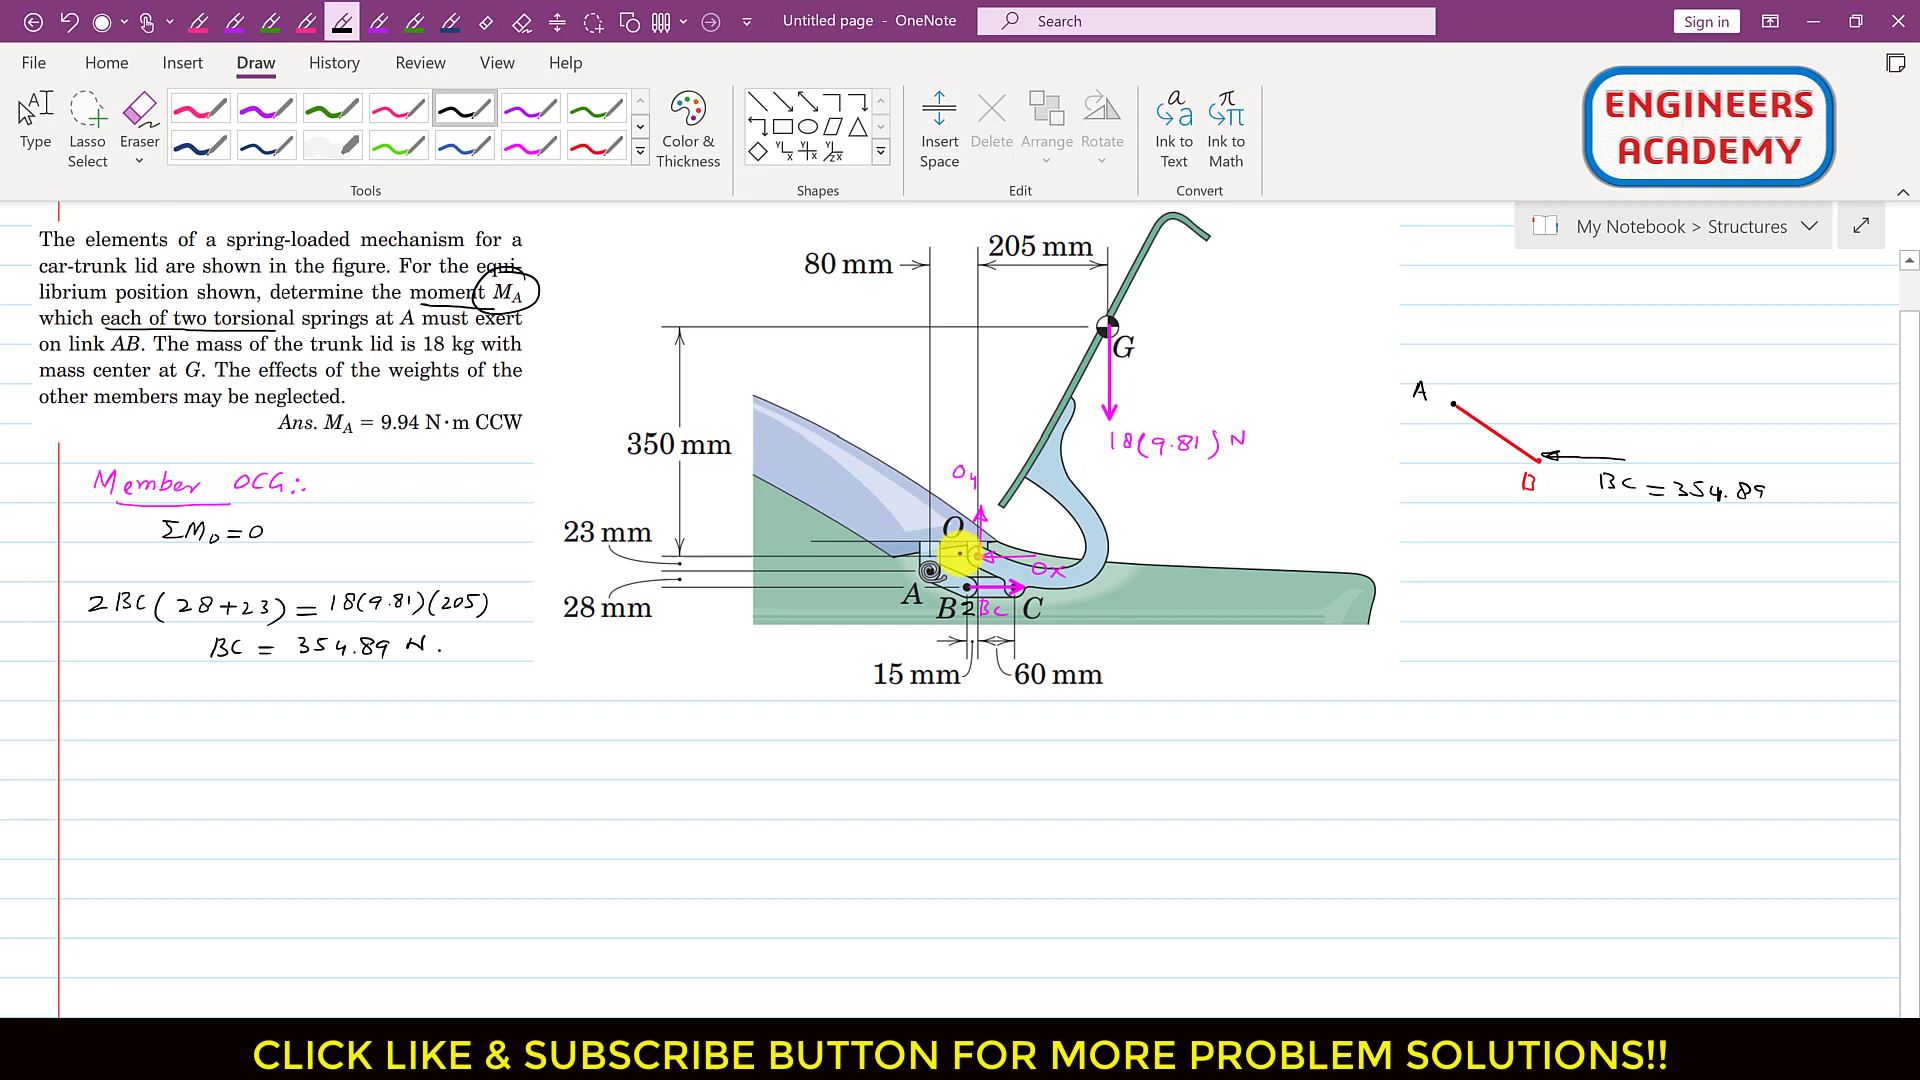 Untitled page - OneNote
Search
Sign in
File Home Insert Draw History Review View Help
Type
Lasso Select
Eraser
Color & Thickness
Insert Space
Delete
Arrange
Rotate
Ink to Text
Ink to Math
Tools
Shapes
Edit
Convert
ENGINEERS
ACADEMY
My Notebook > Structures
The elements of a spring-loaded mechanism for a
car-trunk lid are shown in the figure. For the equi-
librium position shown, determine the moment MA
which each of two torsional springs at A must exert
on link AB. The mass of the trunk lid is 18 kg with
mass center at G. The effects of the weights of the
other members may be neglected.
Ans. MA = 9.94 N·m CCW
Member OCG:
ΣMO = 0
2BC(28+23) = 18(9.81)(205)
BC = 354.89 N.
80 mm
205 mm
G
18(9.81) N
350 mm
Oy
O
23 mm
Ox
A
B
2BC
C
28 mm
15 mm
60 mm
A
B
BC = 354.89
CLICK LIKE & SUBSCRIBE BUTTON FOR MORE PROBLEM SOLUTIONS!!